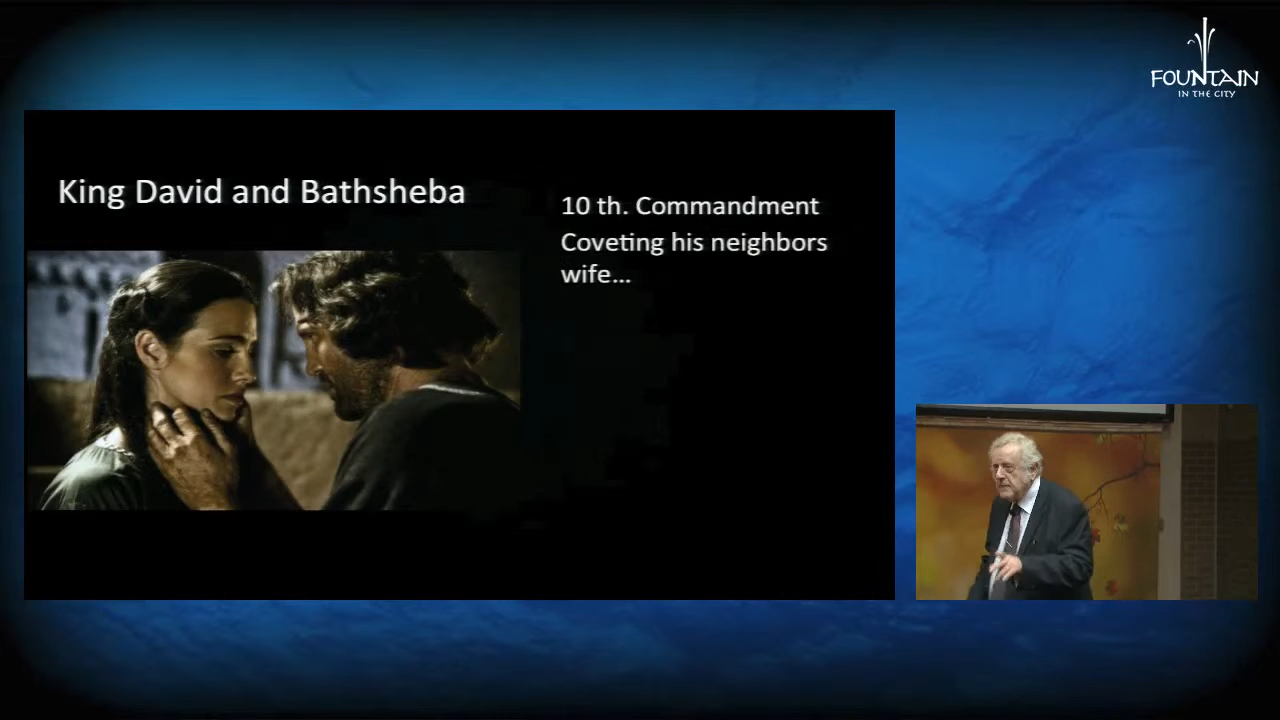 FOUNTAIN
IN THE CITY
King David and Bathsheba
10 th. Commandment
Coveting his neighbors
wife...